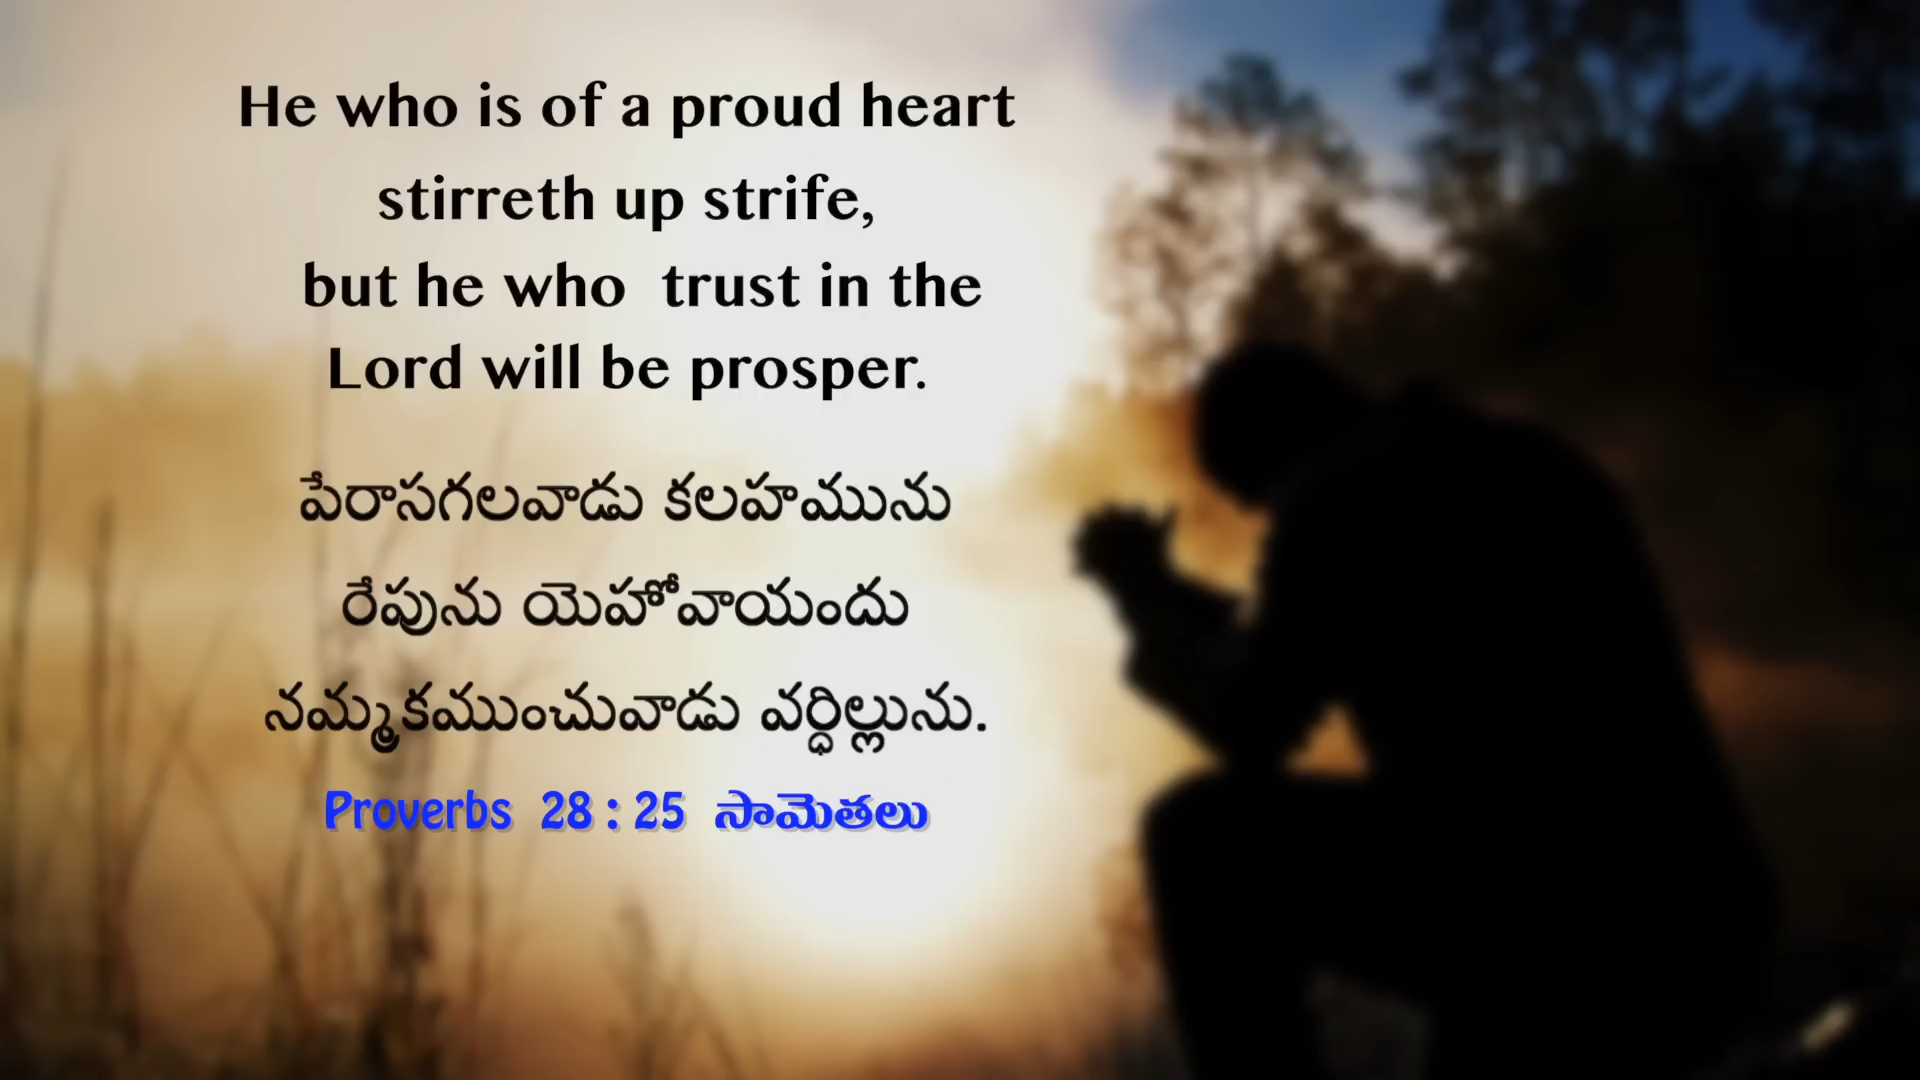 He who is of a proud heart
stirreth up strife,
but he who trust in the
Lord will be prosper.
పేరాసగలవాడు కలహమును
రేపును యెహోవాయందు
నమ్మకముంచువాడు వర్ధిల్లును.
Proverbs 28 : 25 సామెతలు